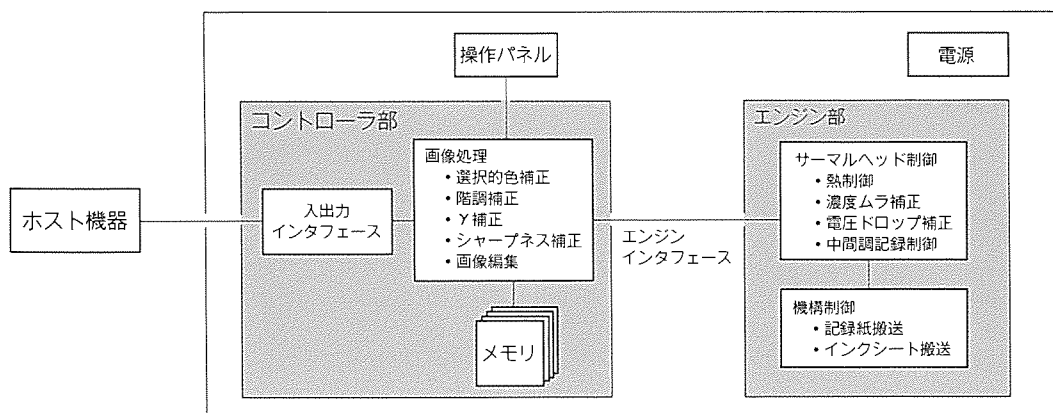 操作パネル
電源
コントローラ部
エンジン部
画像処理
・選択的色補正
・階調補正
・γ補正
・シャープネス補正
・画像編集
サーマルヘッド制御
・熱制御
・濃度ムラ補正
・電圧ドロップ補正
・中間調記録制御
ホスト機器
入出力
インタフェース
エンジン
インタフェース
機構制御
・記録紙搬送
・インクシート搬送
メモリ